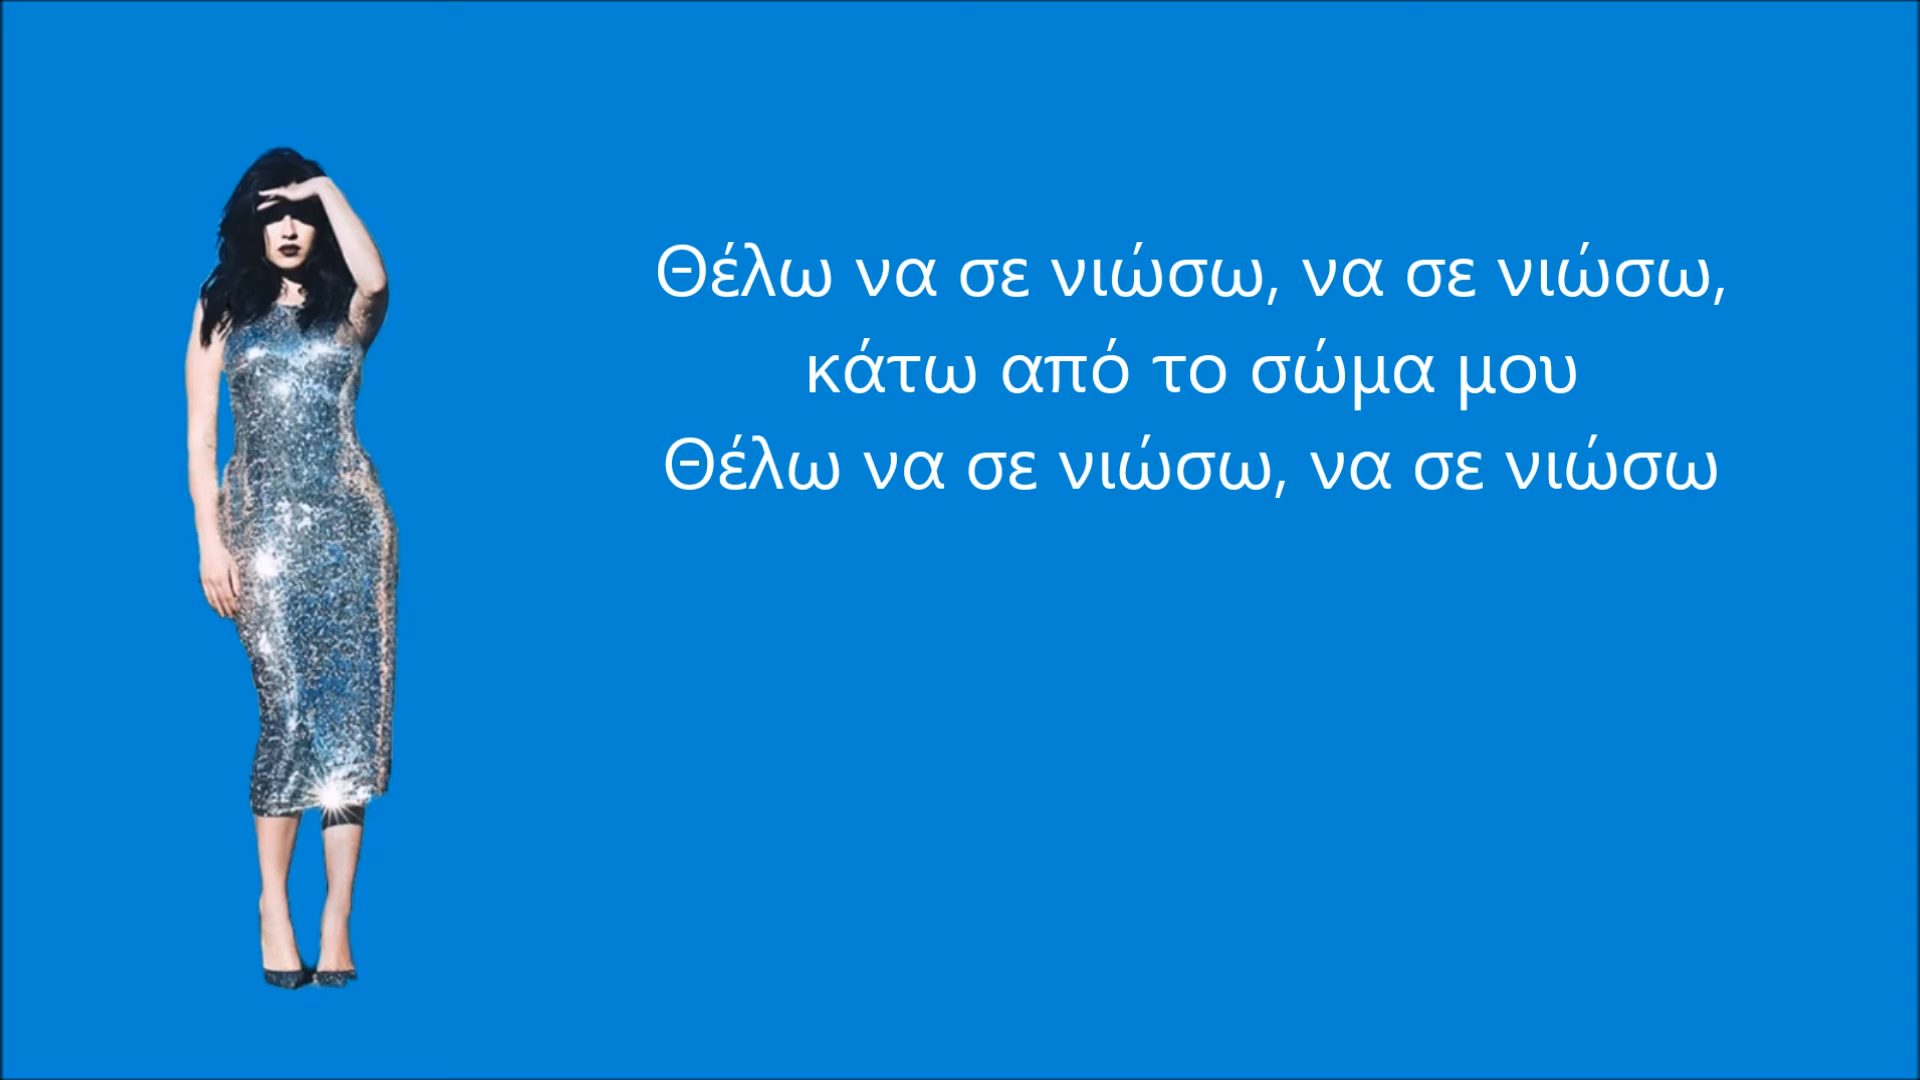 Θέλω να σε νιώσω, να σε νιώσω,
κάτω από το σώμα μου
Θέλω να σε νιώσω, να σε νιώσω